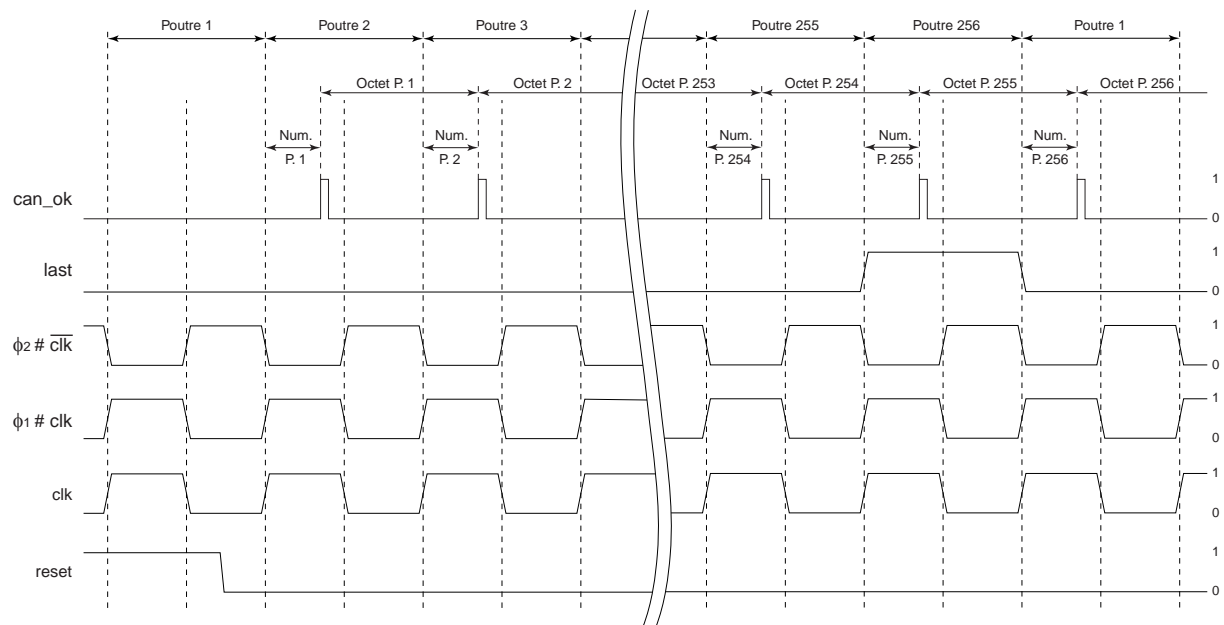 Poutre 1 Poutre 2 Poutre 3 Poutre 255 Poutre 256 Poutre 1
Octet P. 1 Octet P. 2 Octet P. 253 Octet P. 254 Octet P. 255 Octet P. 256
Num. Num. Num. Num. Num.
P. 1 P. 2 P. 254 P. 255 P. 256
can_ok 1 0
last 1 0
ϕ2 # c̅l̅k̅ 1 0
ϕ1 # clk 1 0
clk 1 0
reset 1 0